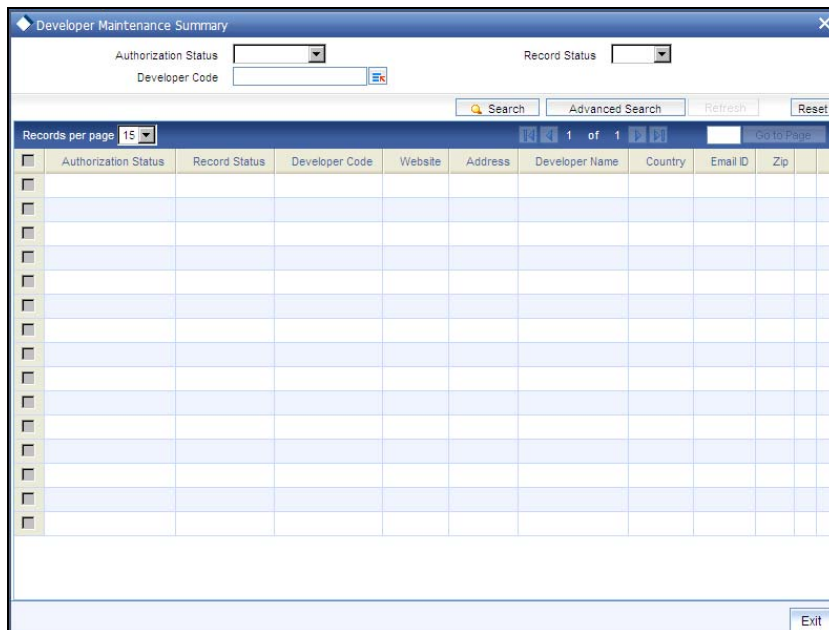 Developer Maintenance Summary
Authorization Status Record Status
Developer Code
Search Advanced Search Refresh Reset
Records per page 15 1 of 1 Go to Page
Authorization Status Record Status Developer Code Website Address Developer Name Country Email ID Zip
Exit